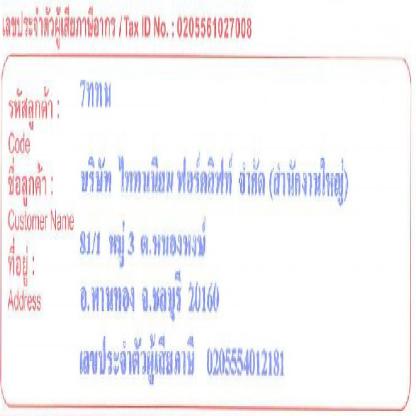 เลขประจำตัวผู้เสียภาษีอากร / Tax ID No. : 0205561027008
รหัสลูกค้า : 7ททน
Code
ชื่อลูกค้า : บริษัท ไททานเนียม ฟอร์คลิฟท์ จำกัด (สำนักงานใหญ่)
Customer Name
81/1 หมู่ 3 ต.หนองหงษ์
ที่อยู่ :
Address อ.พานทอง จ.ชลบุรี 20160
เลขประจำตัวผู้เสียภาษี 0205554012181